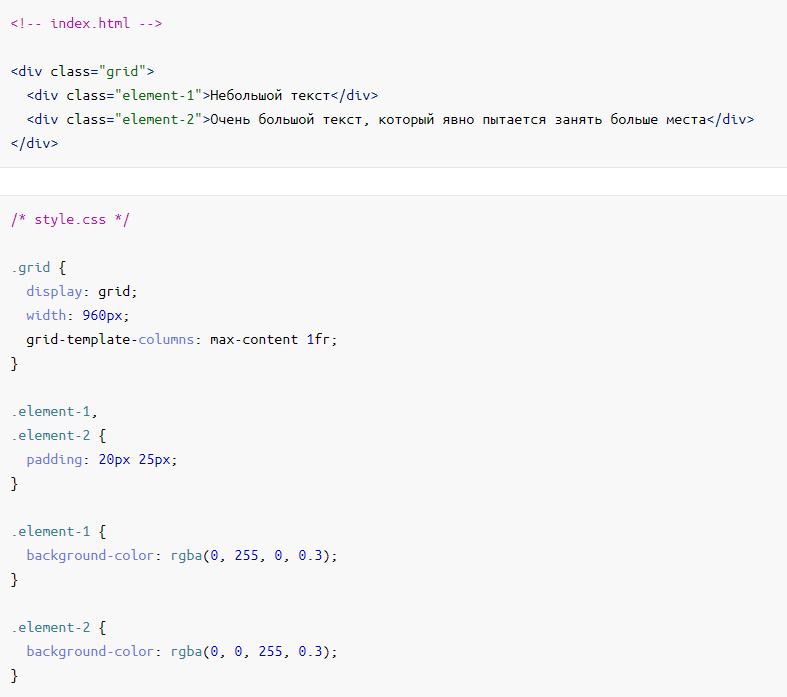 <!-- index.html -->
<div class="grid">
  <div class="element-1">Небольшой текст</div>
  <div class="element-2">Очень большой текст, который явно пытается занять больше места</div>
</div>
/* style.css */
.grid {
  display: grid;
  width: 960px;
  grid-template-columns: max-content 1fr;
}
.element-1,
.element-2 {
  padding: 20px 25px;
}
.element-1 {
  background-color: rgba(0, 255, 0, 0.3);
}
.element-2 {
  background-color: rgba(0, 0, 255, 0.3);
}